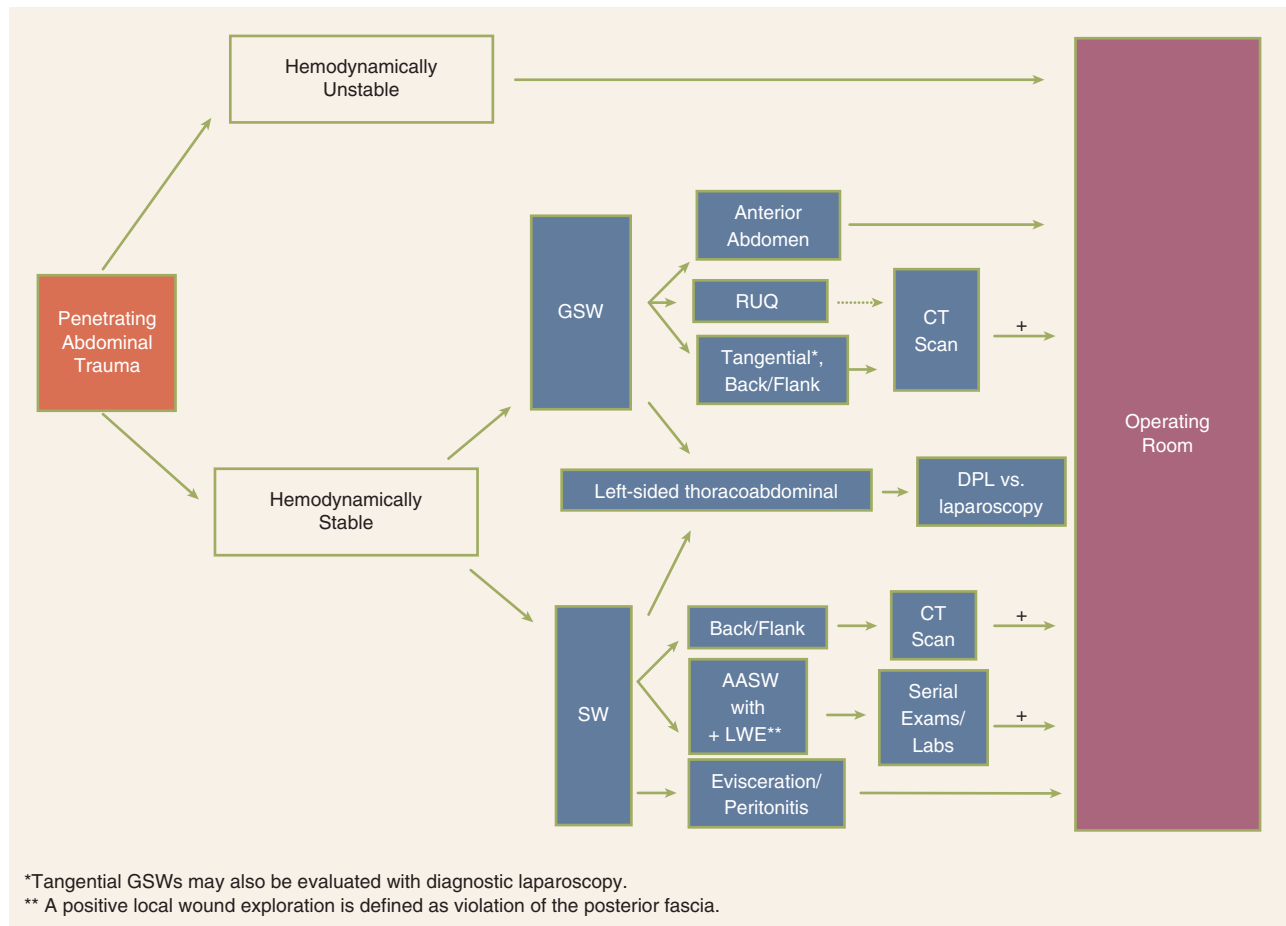 Hemodynamically
Unstable
Penetrating
Abdominal
Trauma
Hemodynamically
Stable
GSW
Anterior
Abdomen
RUQ
Tangential*,
Back/Flank
CT
Scan
+
Left-sided thoracoabdominal
DPL vs.
laparoscopy
SW
Back/Flank
CT
Scan
+
AASW
with
+ LWE**
Serial
Exams/
Labs
+
Evisceration/
Peritonitis
Operating
Room
*Tangential GSWs may also be evaluated with diagnostic laparoscopy.
** A positive local wound exploration is defined as violation of the posterior fascia.